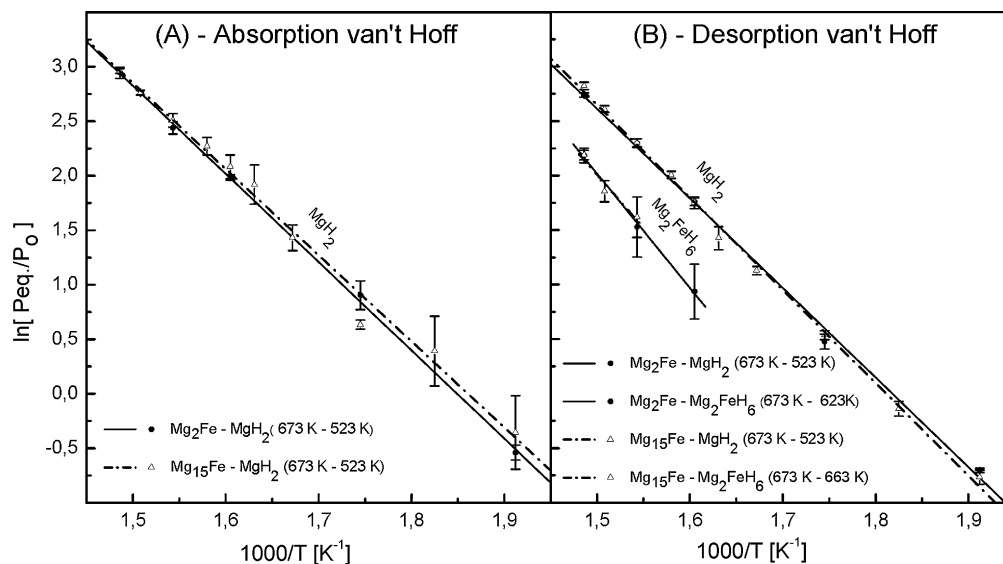 (A) - Absorption van't Hoff
(B) - Desorption van't Hoff
ln[ Peq./Po]
3,0
2,5
2,0
1,5
1,0
0,5
0,0
-0,5
MgH2
Mg2Fe - MgH2( 673 K - 523 K)
Mg15Fe - MgH2 (673 K - 523 K)
1,5 1,6 1,7 1,8 1,9
1000/T [K-1]
MgH2
Mg2FeH6
Mg2Fe - MgH2 (673 K - 523 K)
Mg2Fe - Mg2FeH6 (673 K - 623K)
Mg15Fe - MgH2 (673 K - 523 K)
Mg15Fe - Mg2FeH6 (673 K - 663 K)
1,5 1,6 1,7 1,8 1,9
1000/T [K-1]